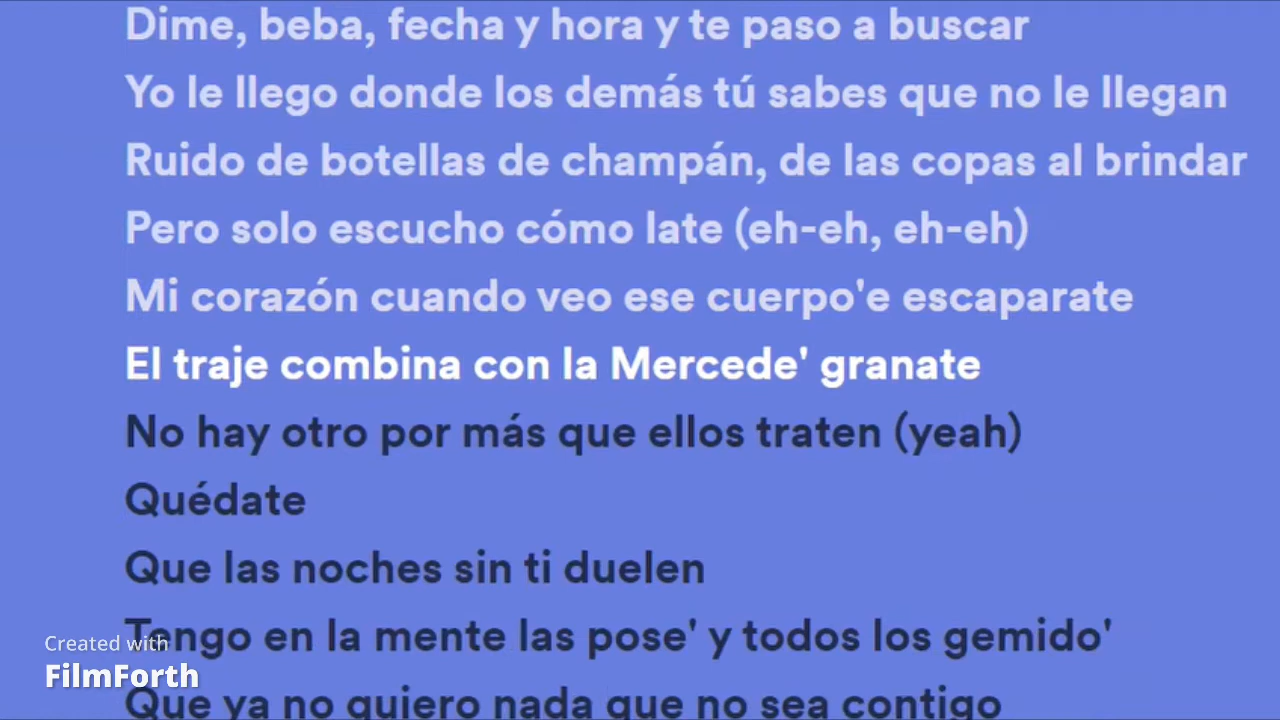 Dime, beba, fecha y hora y te paso a buscar
Yo le llego donde los demás tú sabes que no le llegan
Ruido de botellas de champán, de las copas al brindar
Pero solo escucho cómo late (eh-eh, eh-eh)
Mi corazón cuando veo ese cuerpo'e escaparate
El traje combina con la Mercede' granate
No hay otro por más que ellos traten (yeah)
Quédate
Que las noches sin ti duelen
Tengo en la mente las pose' y todos los gemido'
Que ya no quiero nada que no sea contigo
Created with
FilmForth